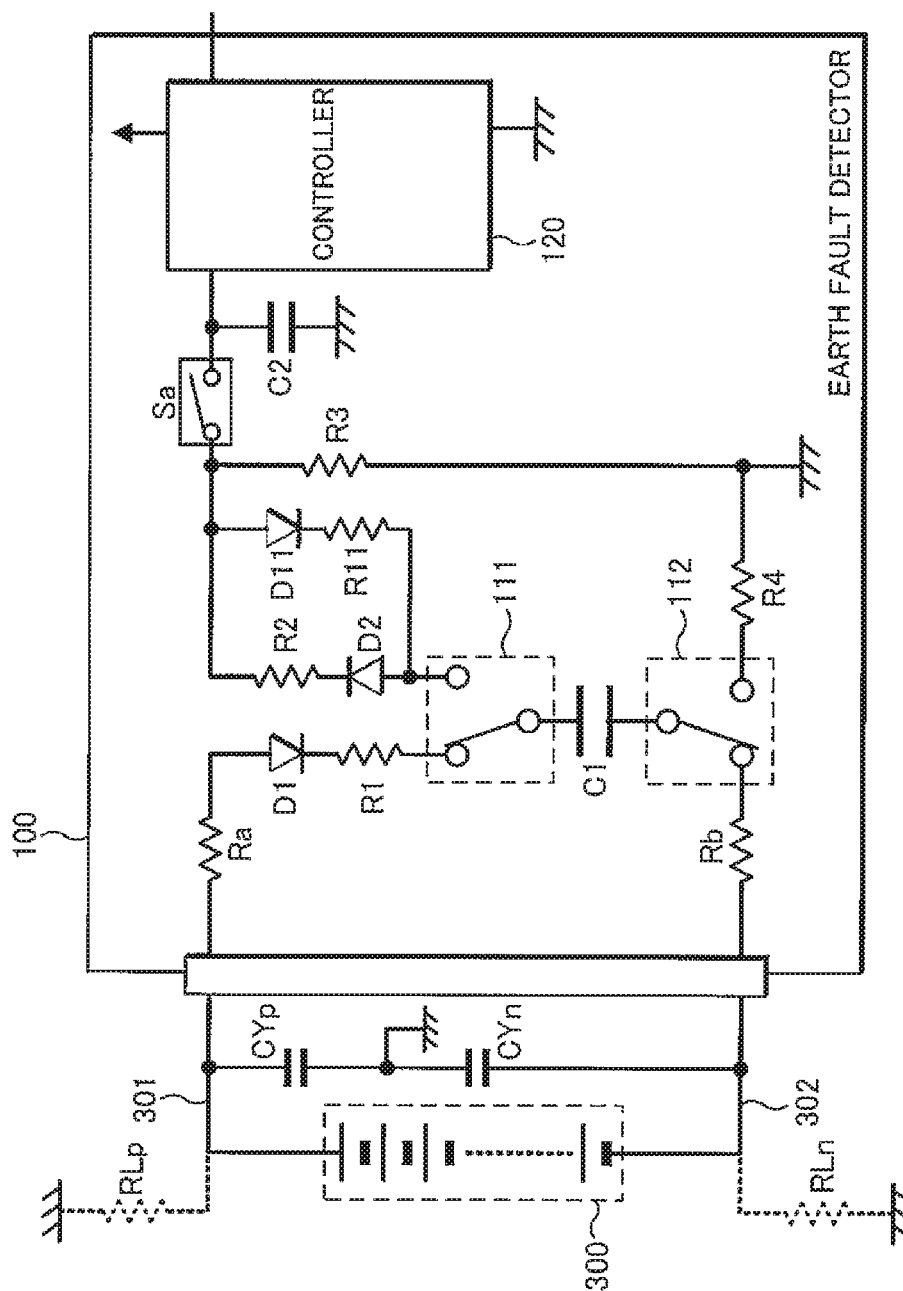 100
301
RLp
CYp
CYn
300
302
RLn
Ra
D1
R1
Rb
C1
R2
D2
D11
R11
111
112
R4
R3
Sa
C2
CONTROLLER
120
EARTH FAULT DETECTOR